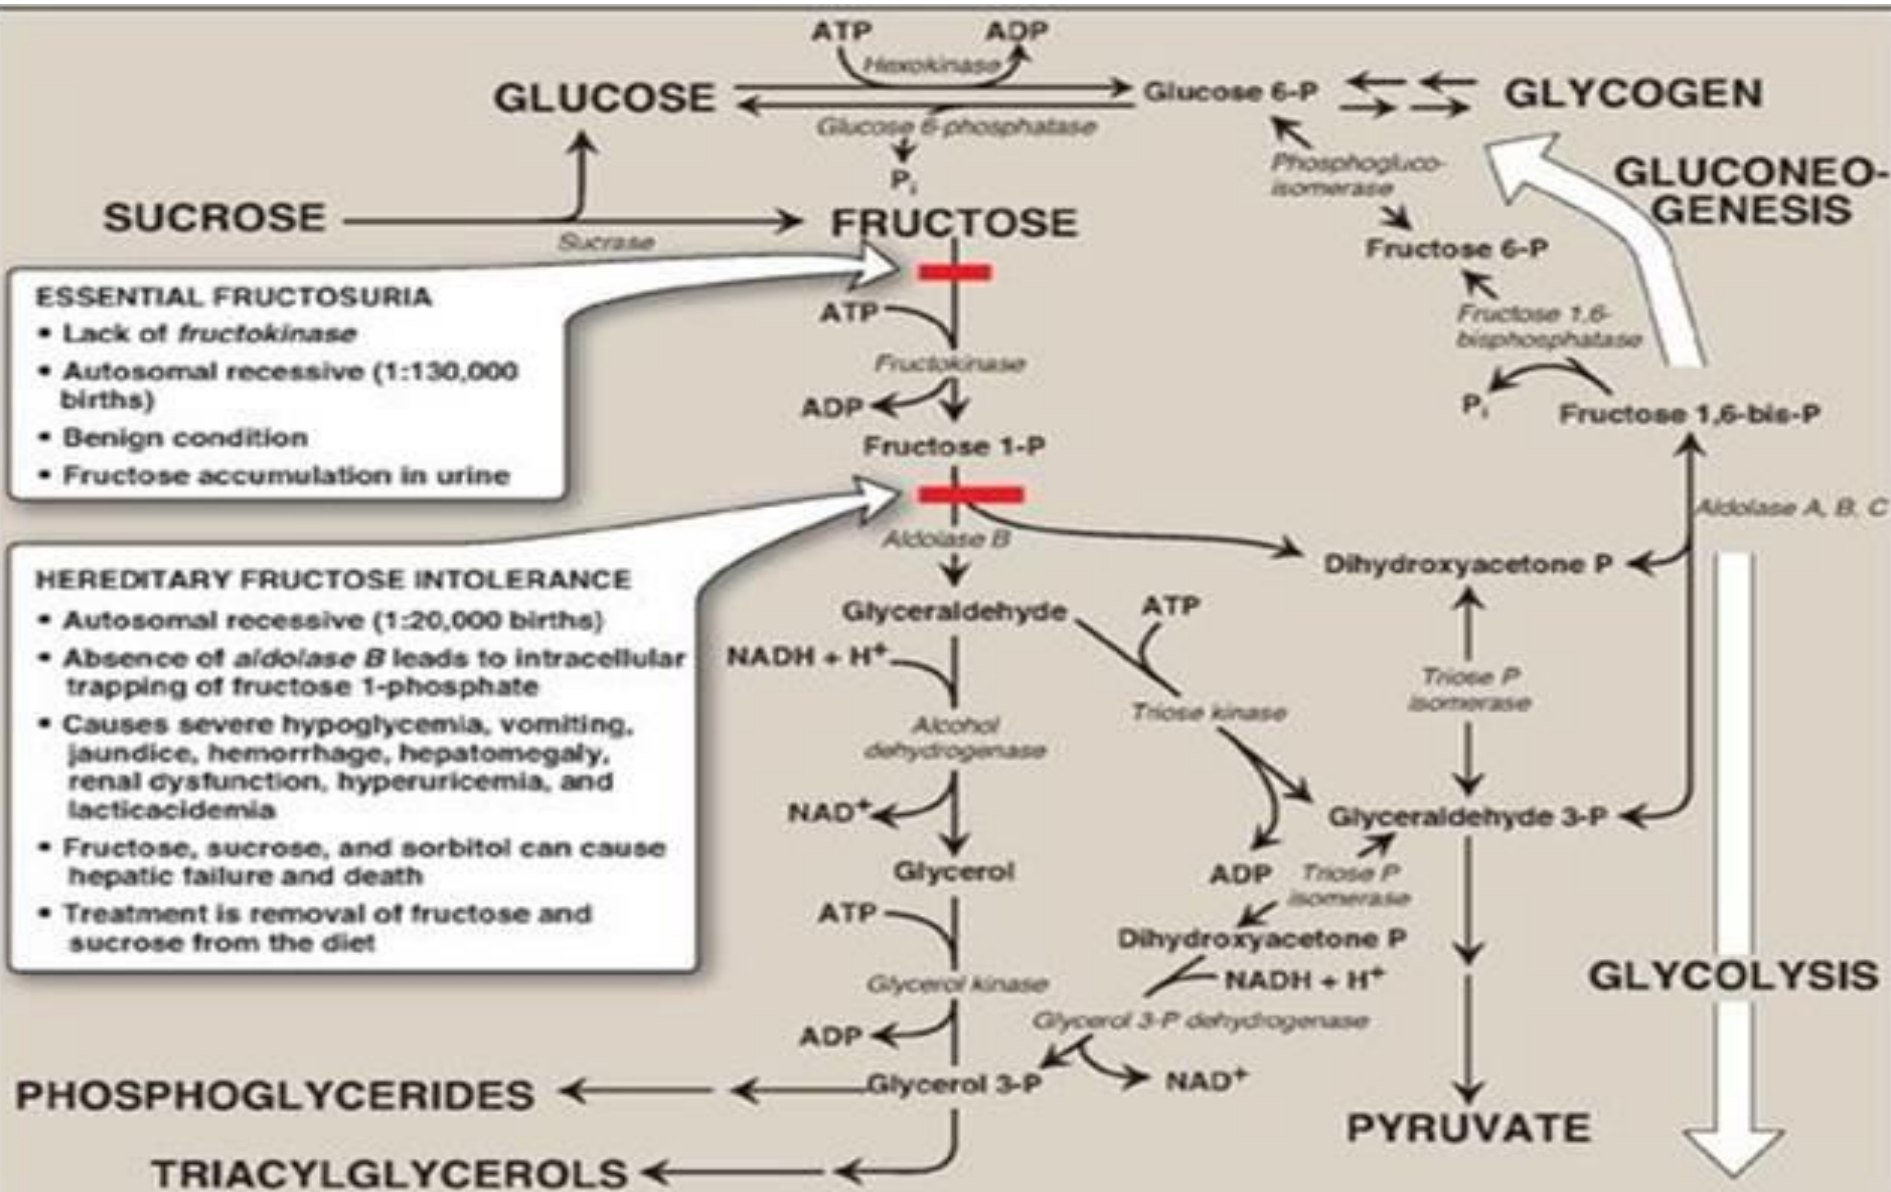 ATP
ADP
Hexokinase
GLUCOSE
Glucose 6-P
GLYCOGEN
Glucose 6-phosphatase
Pi
Phosphogluco-
isomerase
GLUCONEO-
GENESIS
SUCROSE
Sucrase
FRUCTOSE
Fructose 6-P
ESSENTIAL FRUCTOSURIA
• Lack of fructokinase
• Autosomal recessive (1:130,000
births)
• Benign condition
• Fructose accumulation in urine
ATP
Fructokinase
ADP
Fructose 1-P
Fructose 1,6-
bisphosphatase
Pi
Fructose 1,6-bis-P
Aldolase A, B, C
Aldolase B
Dihydroxyacetone P
HEREDITARY FRUCTOSE INTOLERANCE
• Autosomal recessive (1:20,000 births)
• Absence of aldolase B leads to intracellular
trapping of fructose 1-phosphate
• Causes severe hypoglycemia, vomiting,
jaundice, hemorrhage, hepatomegaly,
renal dysfunction, hyperuricemia, and
lacticacidemia
• Fructose, sucrose, and sorbitol can cause
hepatic failure and death
• Treatment is removal of fructose and
sucrose from the diet
Glyceraldehyde
ATP
NADH + H+
Triose kinase
Triose P
isomerase
Alcohol
dehydrogenase
NAD+
Glyceraldehyde 3-P
Glycerol
ADP
Triose P
isomerase
ATP
Dihydroxyacetone P
NADH + H+
Glycerol kinase
Glycerol 3-P dehydrogenase
ADP
GLYCOLYSIS
PHOSPHOGLYCERIDES
Glycerol 3-P
NAD+
PYRUVATE
TRIACYLGLYCEROLS